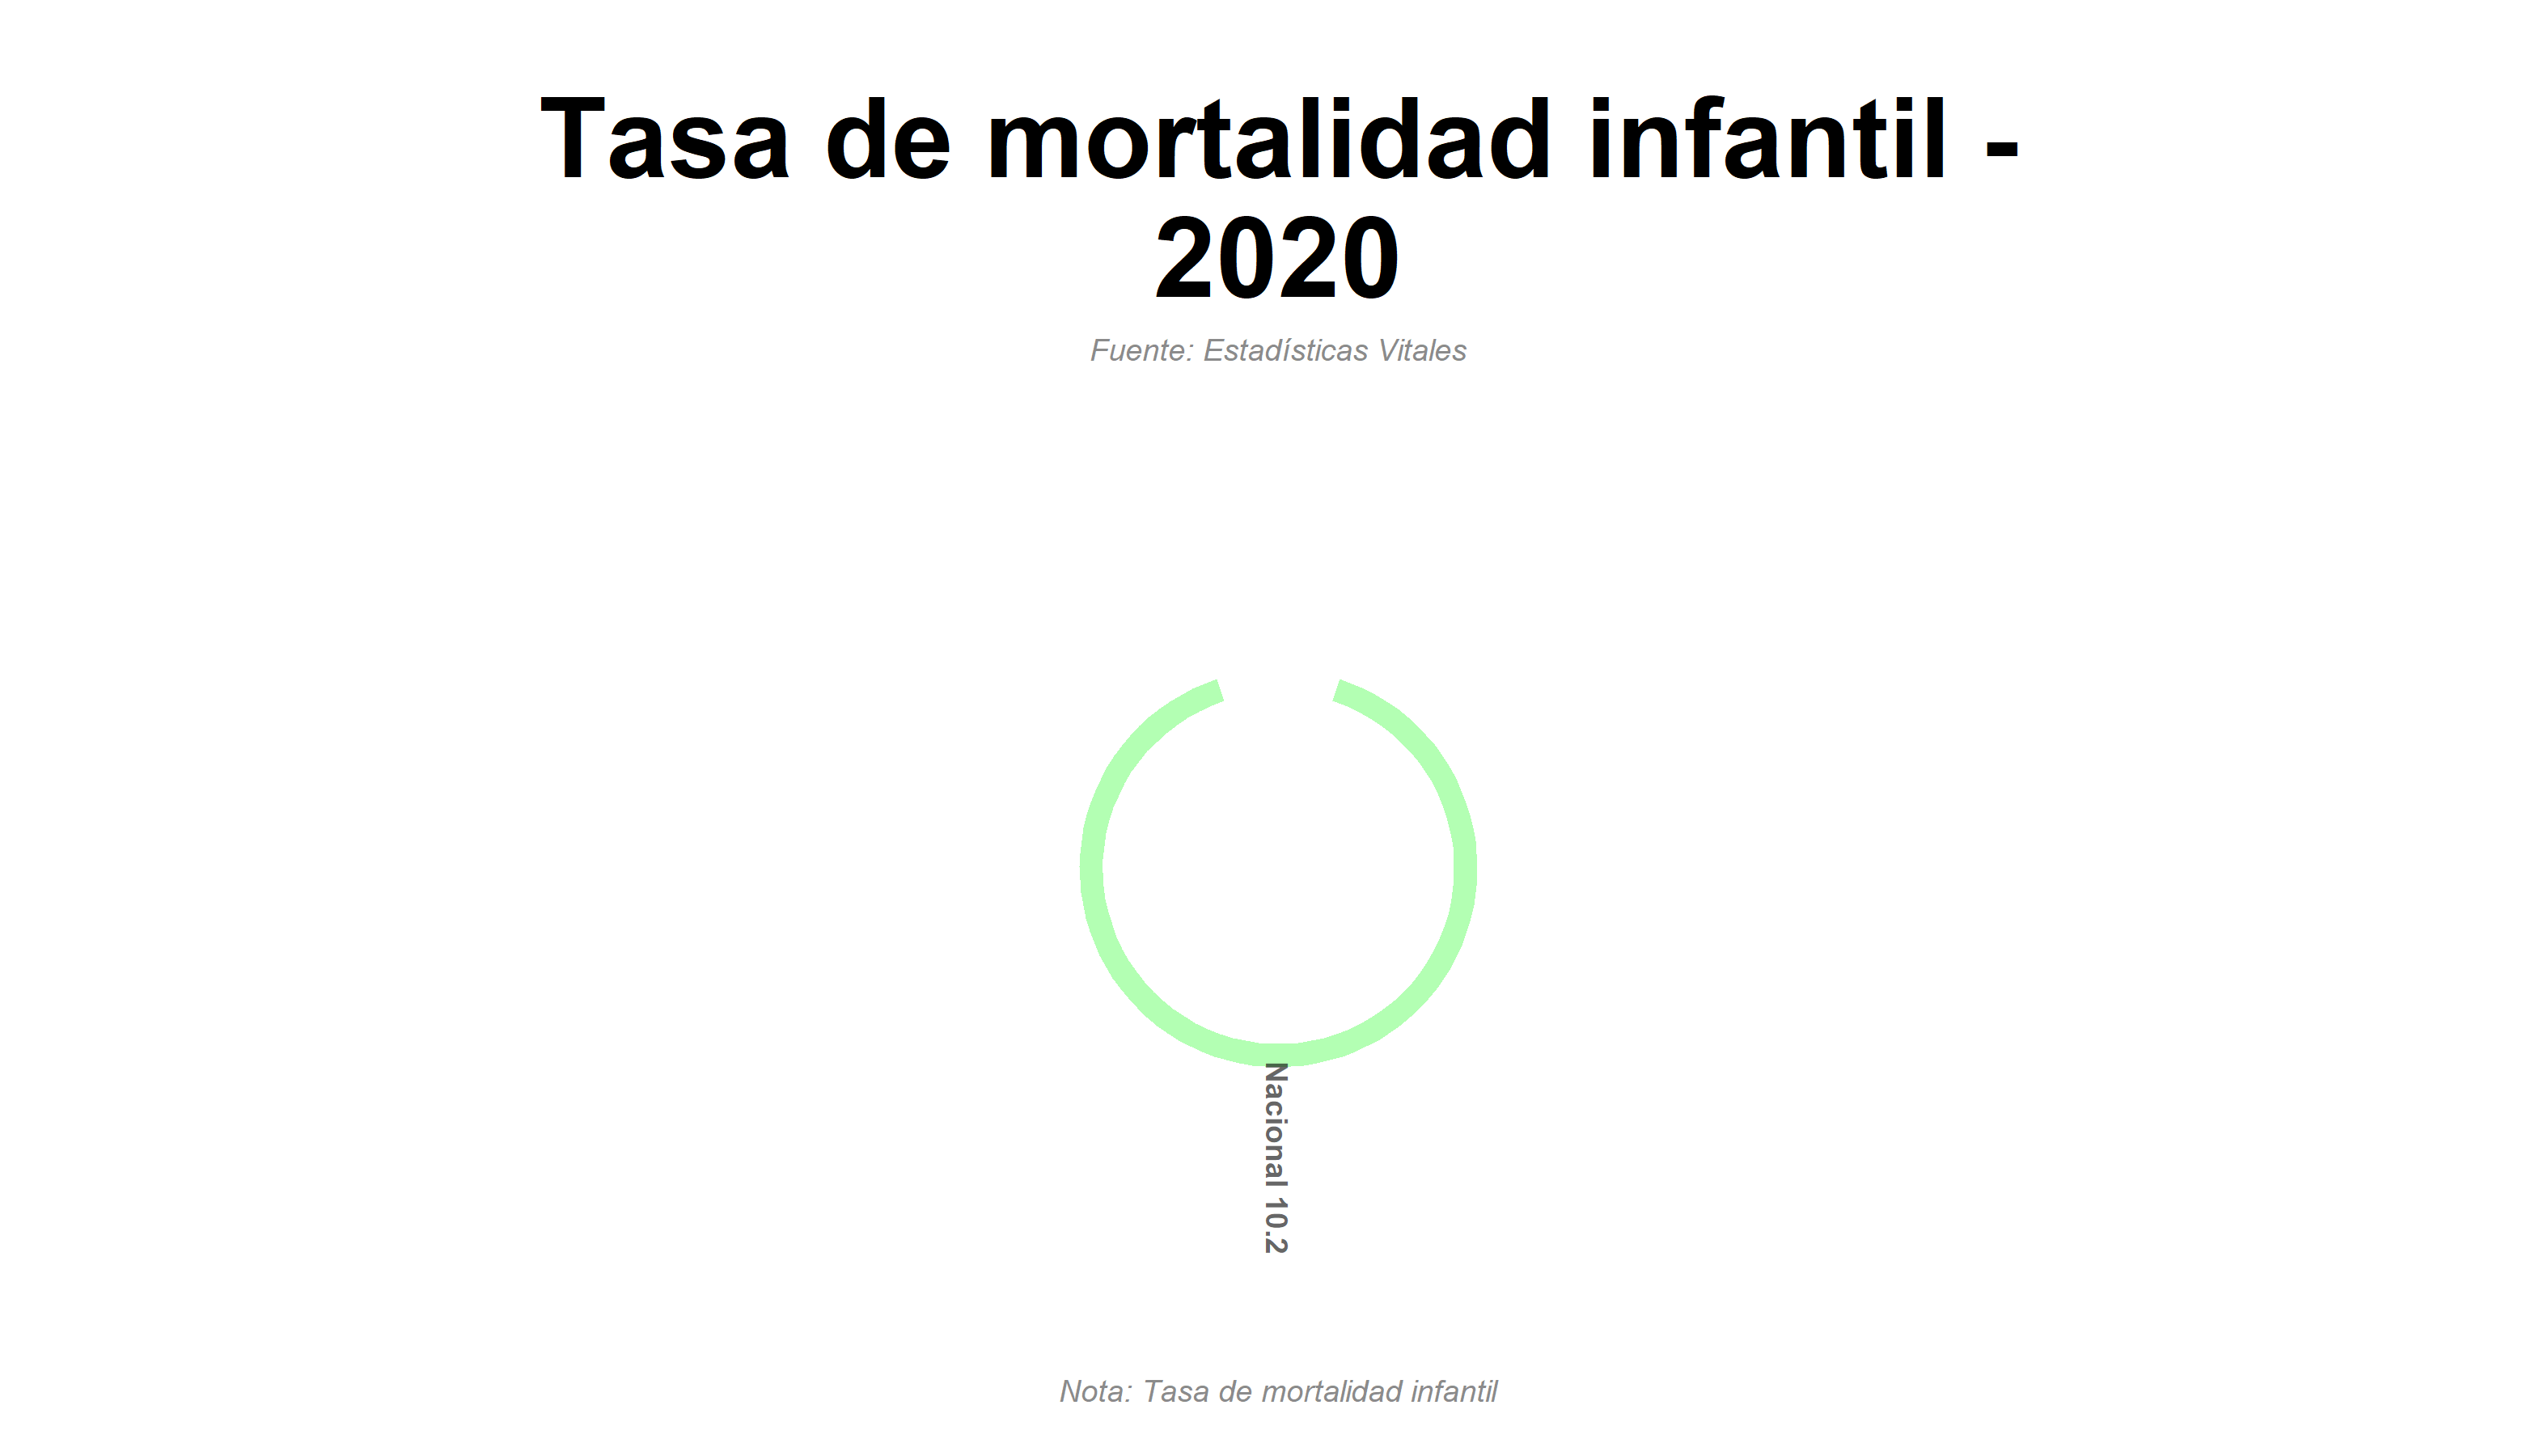 Tasa de mortalidad infantil -
2020
Fuente: Estadísticas Vitales
Nacional 10.2
Nota: Tasa de mortalidad infantil